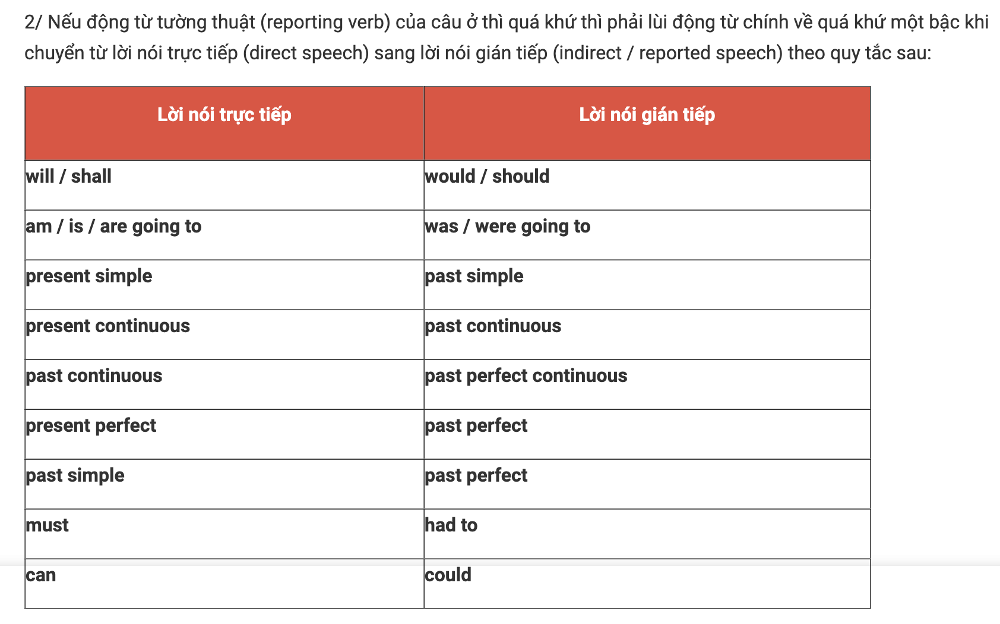 2/ Nếu động từ tường thuật (reporting verb) của câu ở thì quá khứ thì phải lùi động từ chính về quá khứ một bậc khi
chuyển từ lời nói trực tiếp (direct speech) sang lời nói gián tiếp (indirect / reported speech) theo quy tắc sau:
Lời nói trực tiếp
Lời nói gián tiếp
will / shall
would / should
am / is / are going to
was / were going to
present simple
past simple
present continuous
past continuous
past continuous
past perfect continuous
present perfect
past perfect
past simple
past perfect
must
had to
can
could